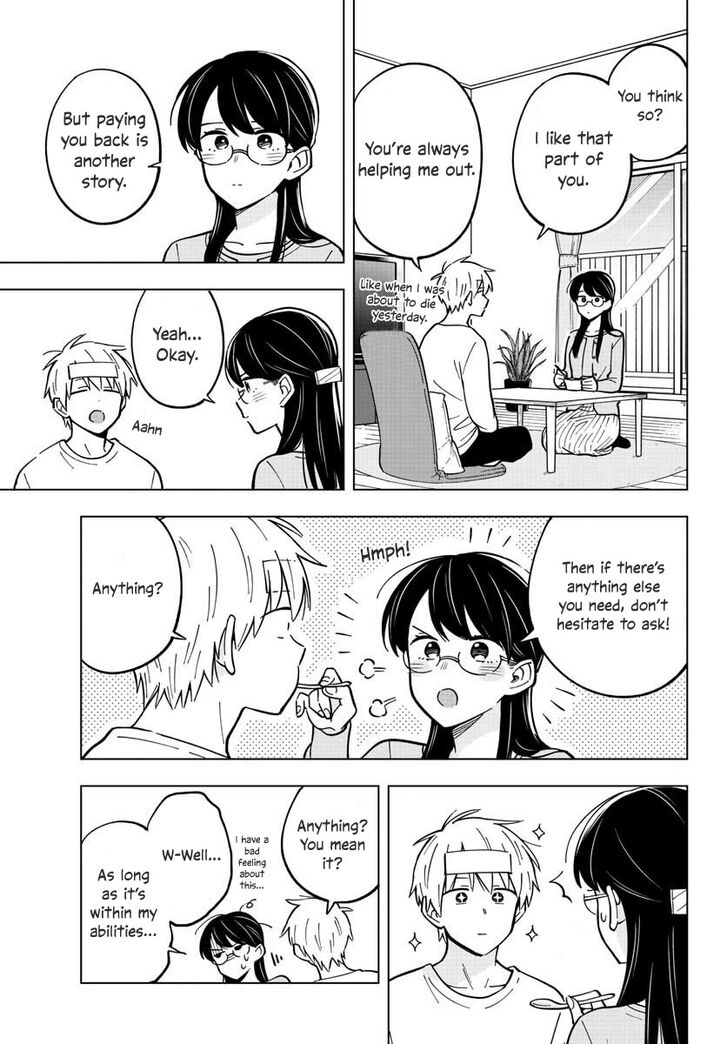 You think
so?
I like that
part of
you.
You're always
helping me out.
Like when I was
about to die
yesterday.
But paying
you back is
another
story.
Yeah...
Okay.
Aahn
Then if there's
anything else
you need, don't
hesitate to ask!
Hmph!
Anything?
Anything?
You mean
it?
I have a
bad
feeling
about
this...
W-Well...
As long
as it's
within my
abilities...